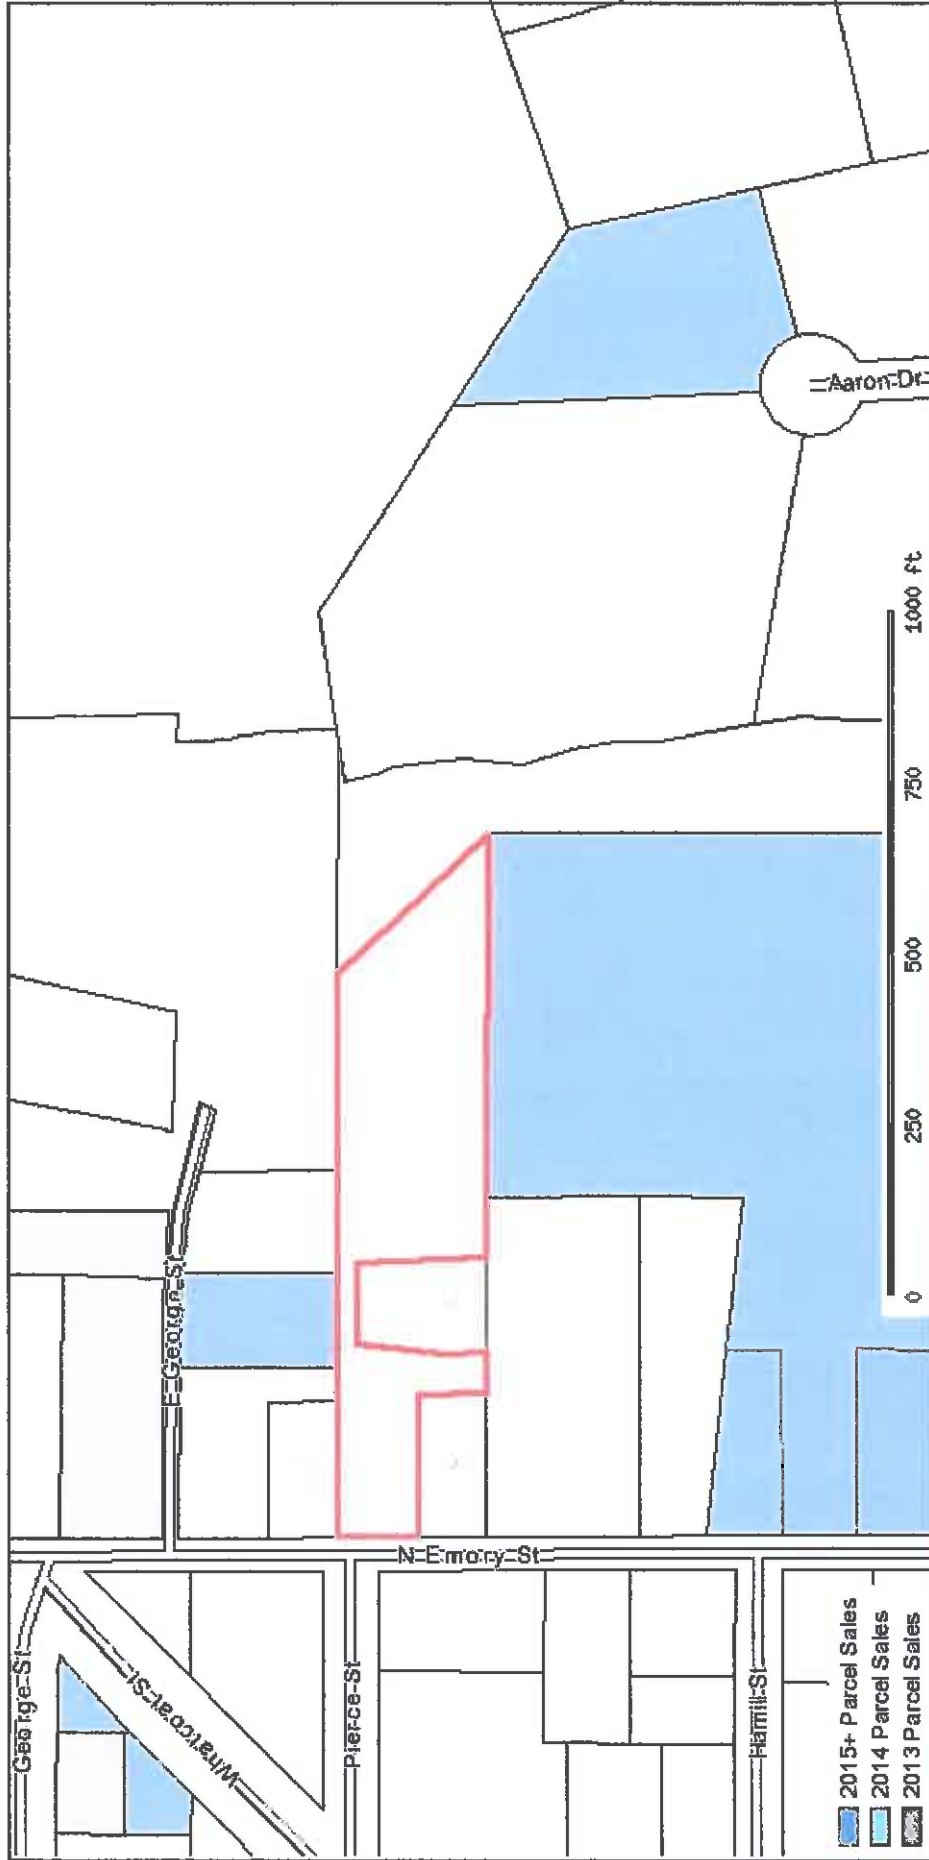 George-St
Wharcoat-St
E-George-St
Pierce-St
N-Emory-St
Hamill-St
Aaron-Dr
0 250 500 750 1000 ft
2015+ Parcel Sales
2014 Parcel Sales
2013 Parcel Sales